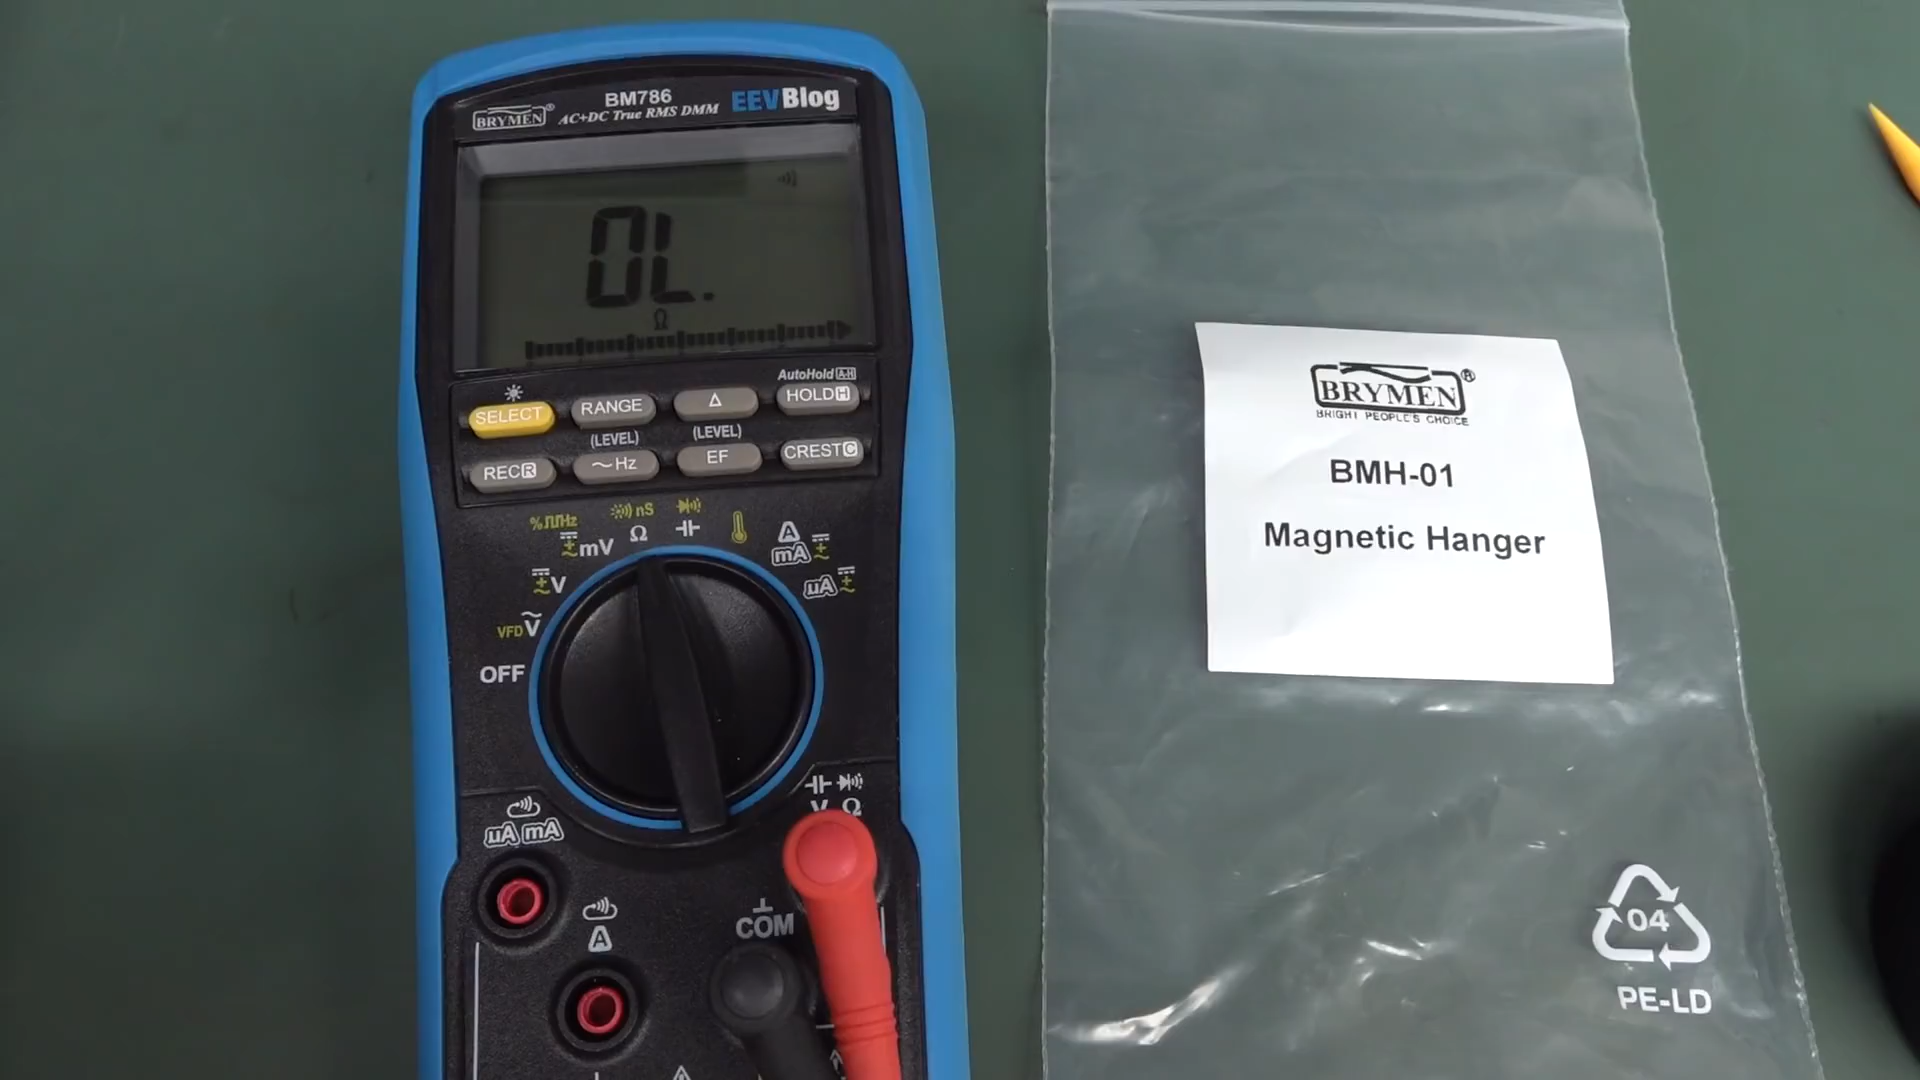 BRYMEN®
BM786
AC+DC True RMS DMM
EEVBlog
OL.
Ω
AutoHold A-H
SELECT
RANGE
Δ
HOLD H
(LEVEL)
(LEVEL)
REC R
~Hz
EF
CREST C
% Hz
mV
nS
Ω
A
mA
µA
V
VFD V
OFF
µA mA
A
COM
V Ω
BRYMEN®
BRIGHT PEOPLE'S CHOICE
BMH-01
Magnetic Hanger
04
PE-LD